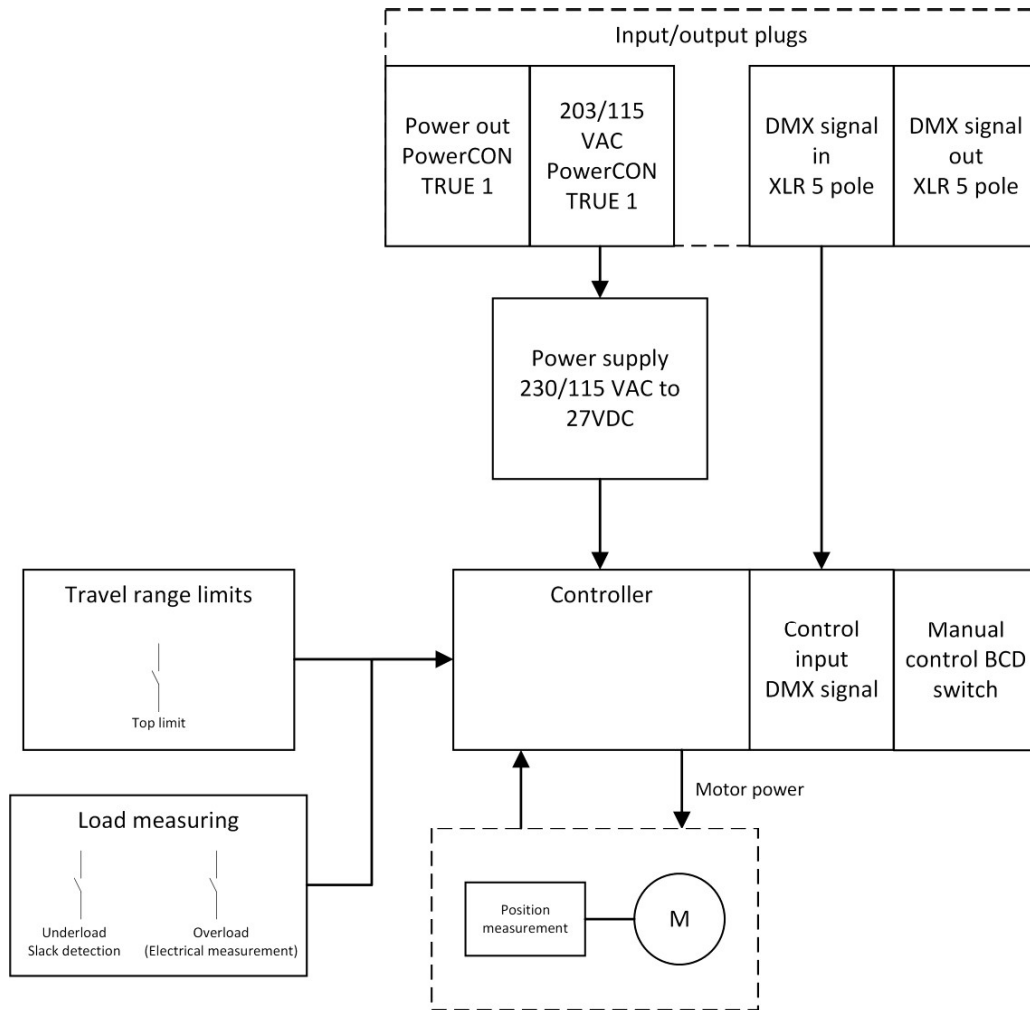 Input/output plugs
Power out
PowerCON
TRUE 1
203/115
VAC
PowerCON
TRUE 1
DMX signal
in
XLR 5 pole
DMX signal
out
XLR 5 pole
Power supply
230/115 VAC to
27VDC
Travel range limits
Top limit
Controller
Control
input
DMX signal
Manual
control BCD
switch
Load measuring
Underload
Slack detection
Overload
(Electrical measurement)
Motor power
Position
measurement
M